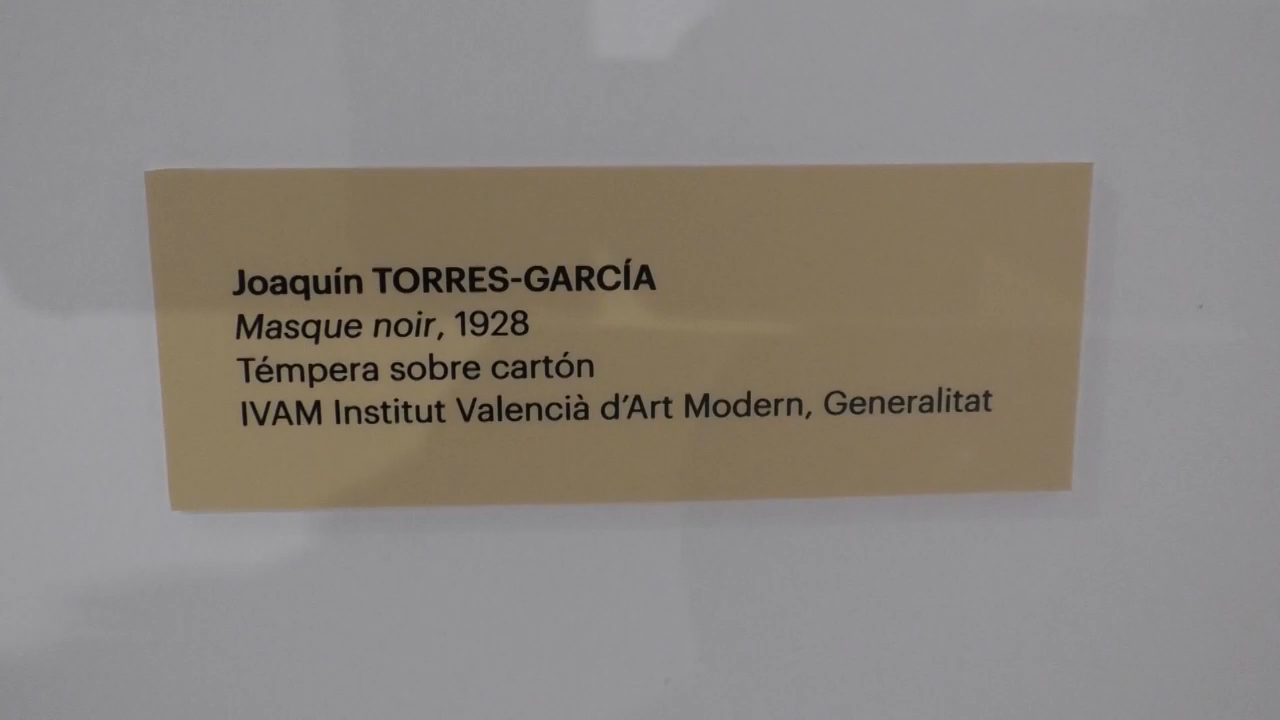 Joaquín TORRES-GARCÍA
Masque noir, 1928
Témpera sobre cartón
IVAM Institut Valencià d’Art Modern, Generalitat